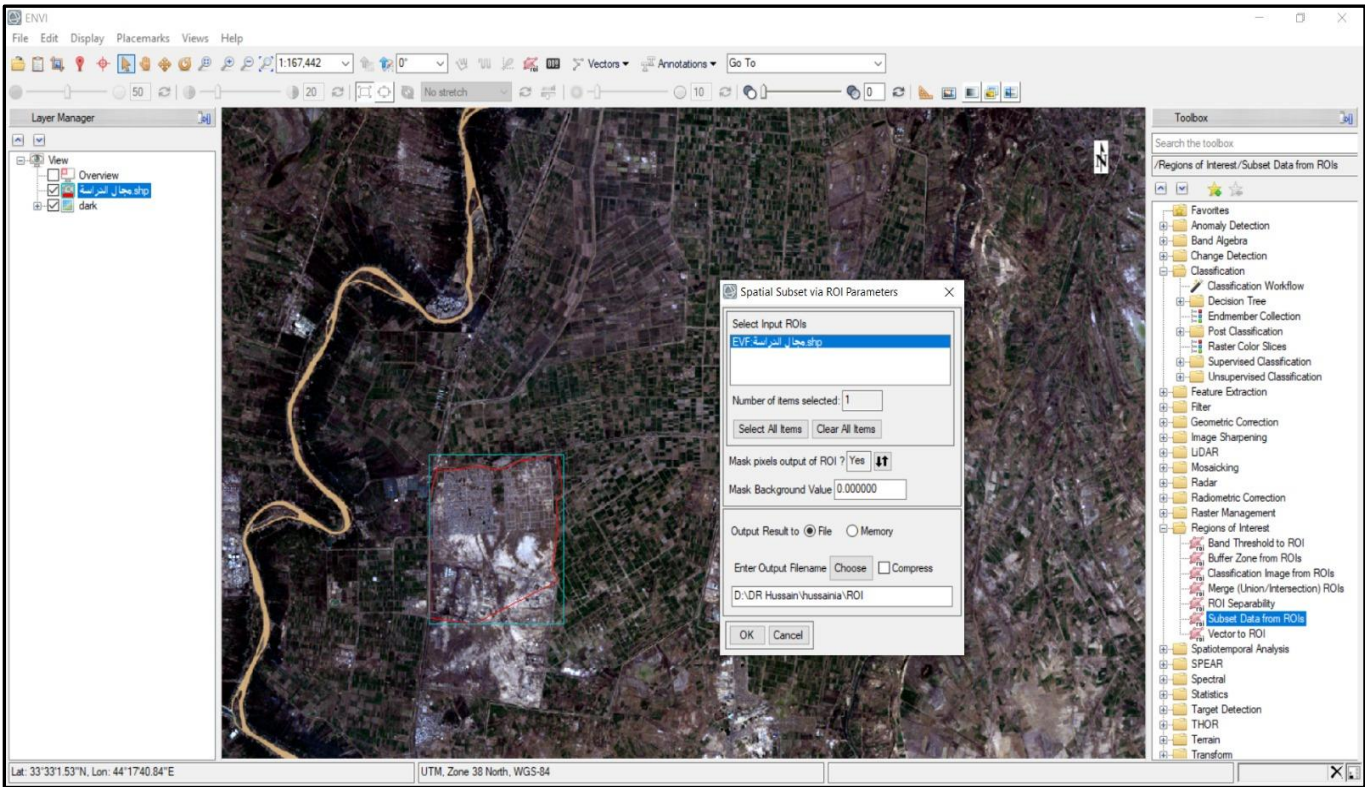 ENVI
File Edit Display Placemarks Views Help
1:167,442 0° roi 010 Vectors Annotations Go To
50 20 No stretch 10 0
Layer Manager
View
Overview
مجال الدراسة.shp
dark
N
Spatial Subset via ROI Parameters
Select Input ROIs
EVF:مجال الدراسة.shp
Number of items selected: 1
Select All Items Clear All Items
Mask pixels output of ROI ? Yes
Mask Background Value 0.000000
Output Result to File Memory
Enter Output Filename Choose Compress
D:\DR Hussain\hussainia\ROI
OK Cancel
Toolbox
Search the toolbox
/Regions of Interest/Subset Data from ROIs
Favorites
Anomaly Detection
Band Algebra
Change Detection
Classification
Classification Workflow
Decision Tree
Endmember Collection
Post Classification
Raster Color Slices
Supervised Classification
Unsupervised Classification
Feature Extraction
Filter
Geometric Correction
Image Sharpening
LiDAR
Mosaicking
Radar
Radiometric Correction
Raster Management
Regions of Interest
Band Threshold to ROI
Buffer Zone from ROIs
Classification Image from ROIs
Merge (Union/Intersection) ROIs
ROI Separability
Subset Data from ROIs
Vector to ROI
Spatiotemporal Analysis
SPEAR
Spectral
Statistics
Target Detection
THOR
Terrain
Transform
Lat: 33°33'1.53"N, Lon: 44°17'40.84"E
UTM, Zone 38 North, WGS-84